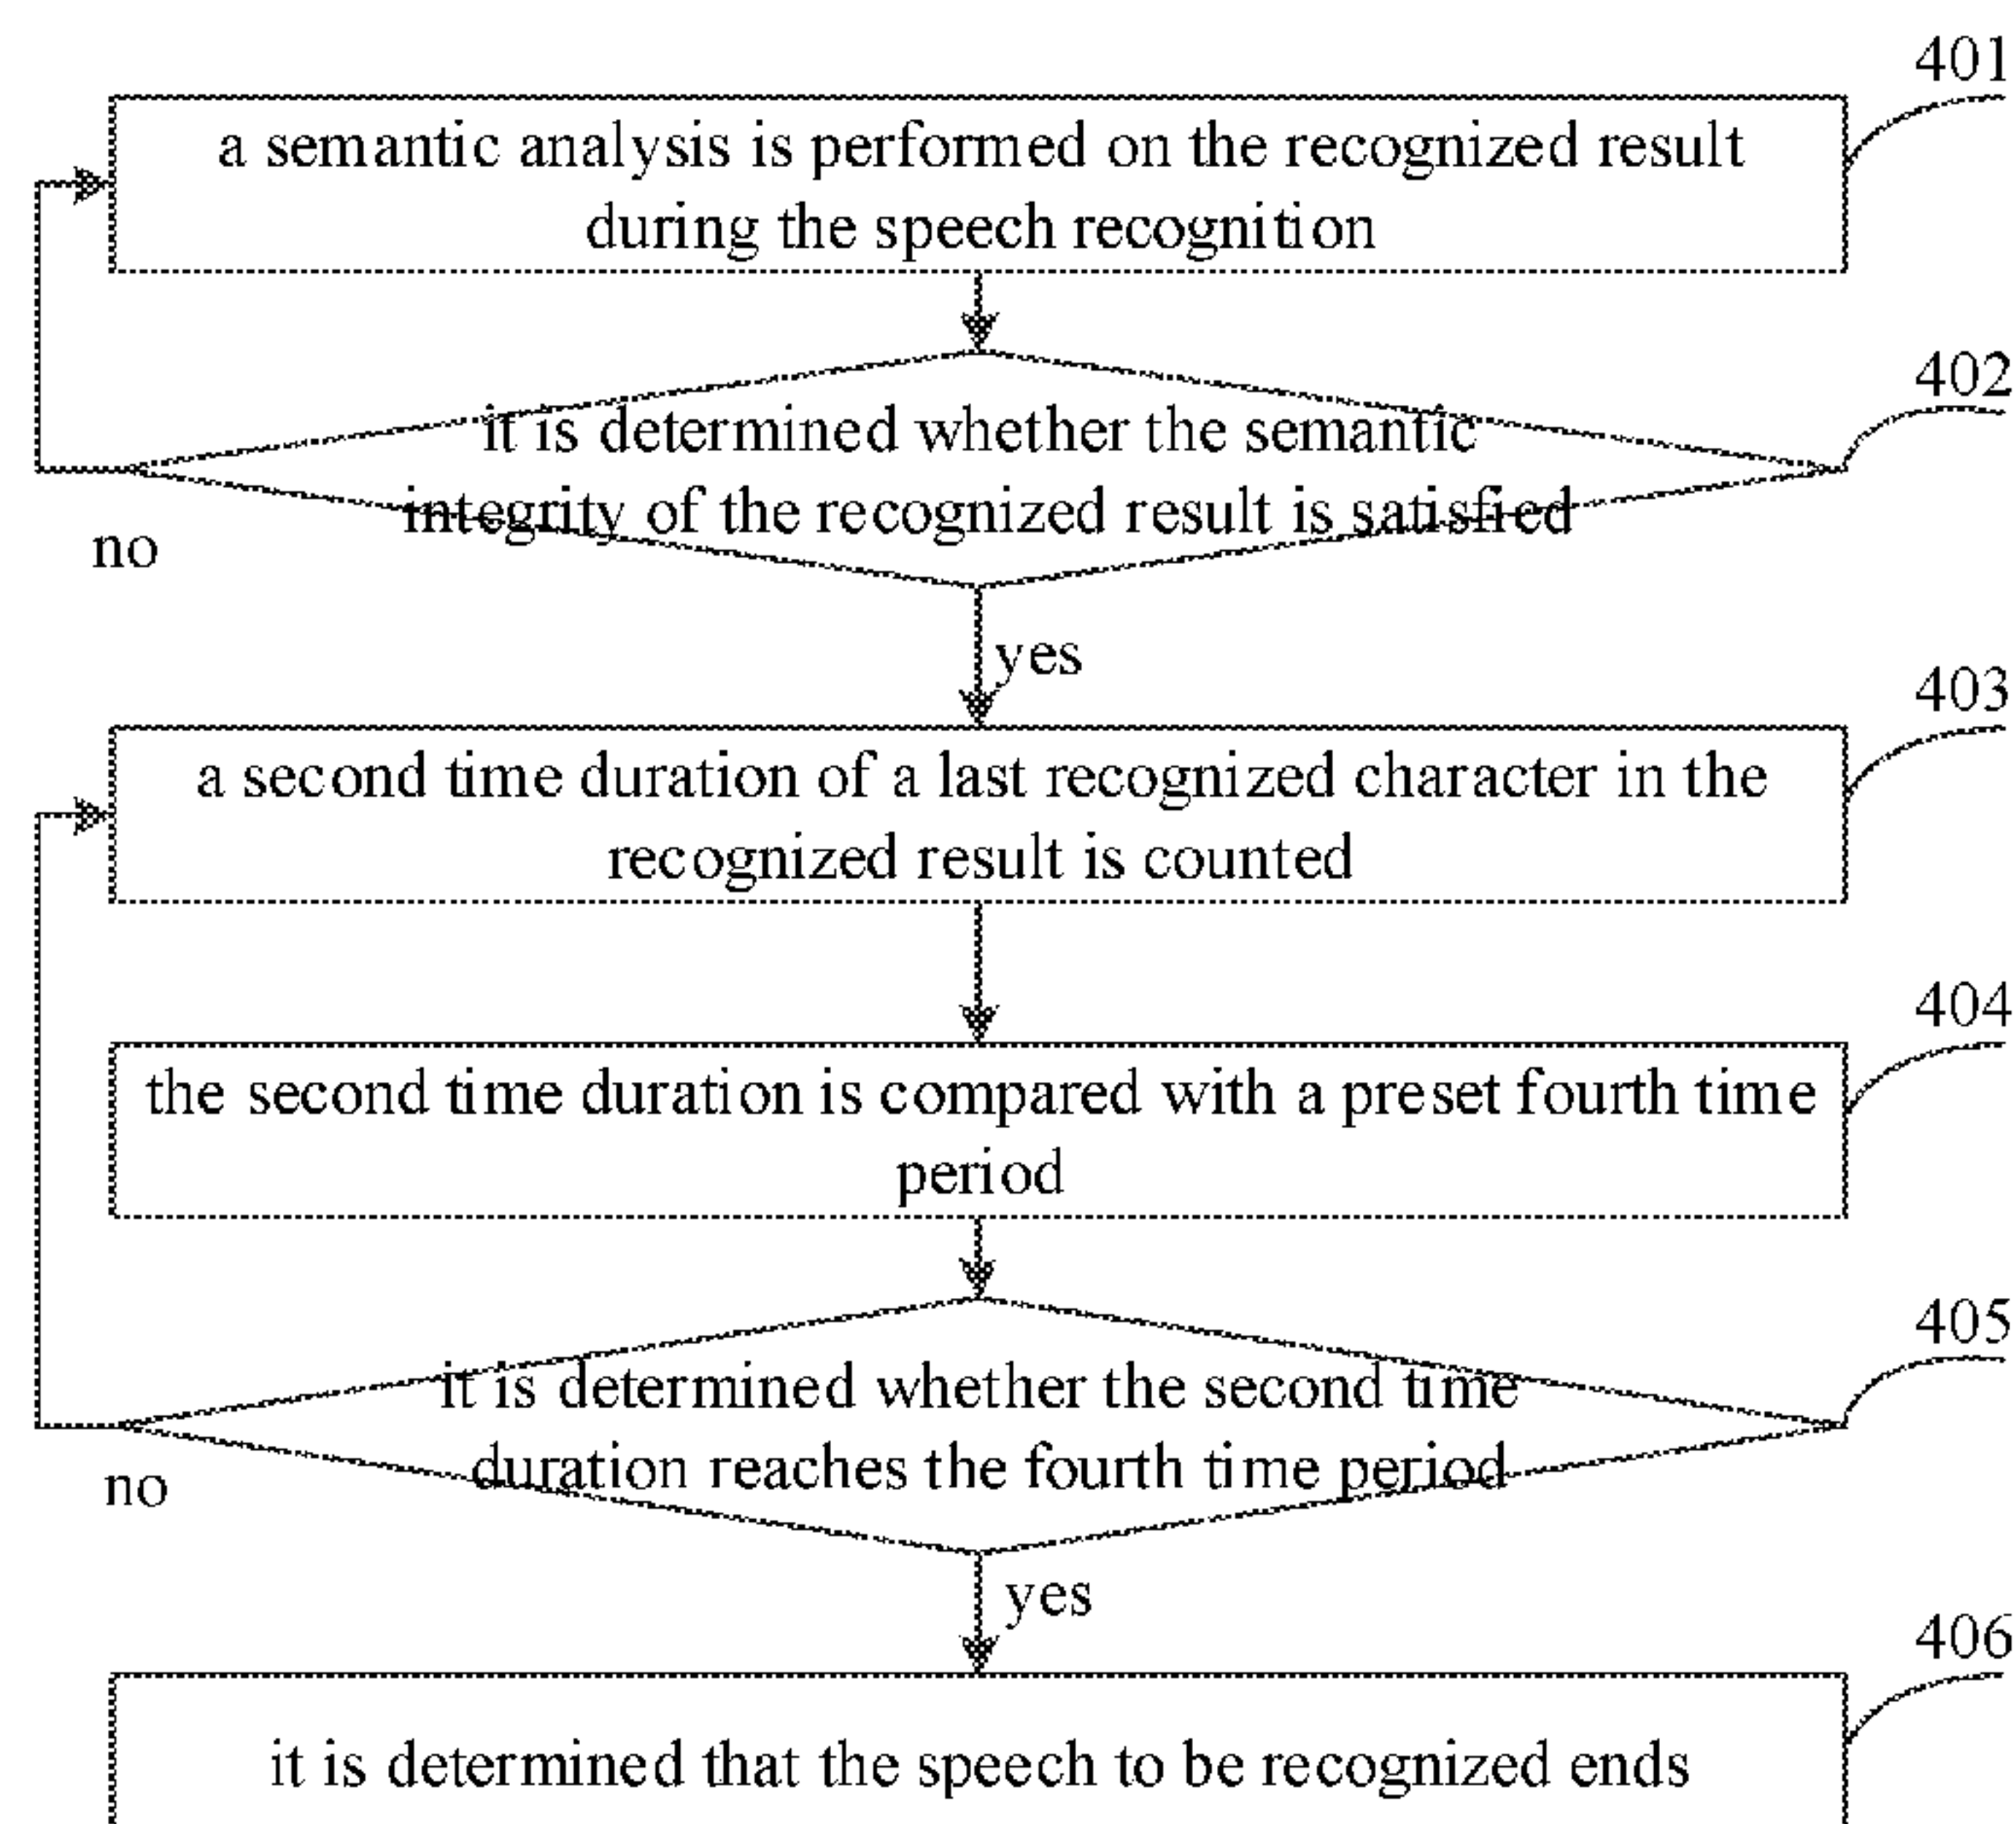 401
a semantic analysis is performed on the recognized result
during the speech recognition
402
it is determined whether the semantic
integrity of the recognized result is satisfied
no
yes
403
a second time duration of a last recognized character in the
recognized result is counted
404
the second time duration is compared with a preset fourth time
period
405
it is determined whether the second time
duration reaches the fourth time period
no
yes
406
it is determined that the speech to be recognized ends